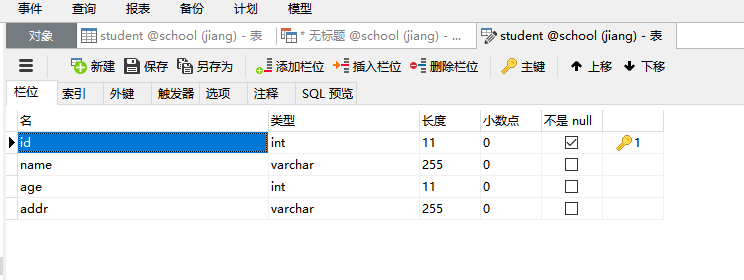 事件 查询 报表 备份 计划 模型
对象 student @school (jiang) - 表 * 无标题 @school (jiang) - ... student @school (jiang) - 表
新建 保存 另存为 添加栏位 插入栏位 删除栏位 主键 上移 下移
栏位 索引 外键 触发器 选项 注释 SQL 预览
名 类型 长度 小数点 不是 null
id int 11 0 1
name varchar 255 0
age int 11 0
addr varchar 255 0